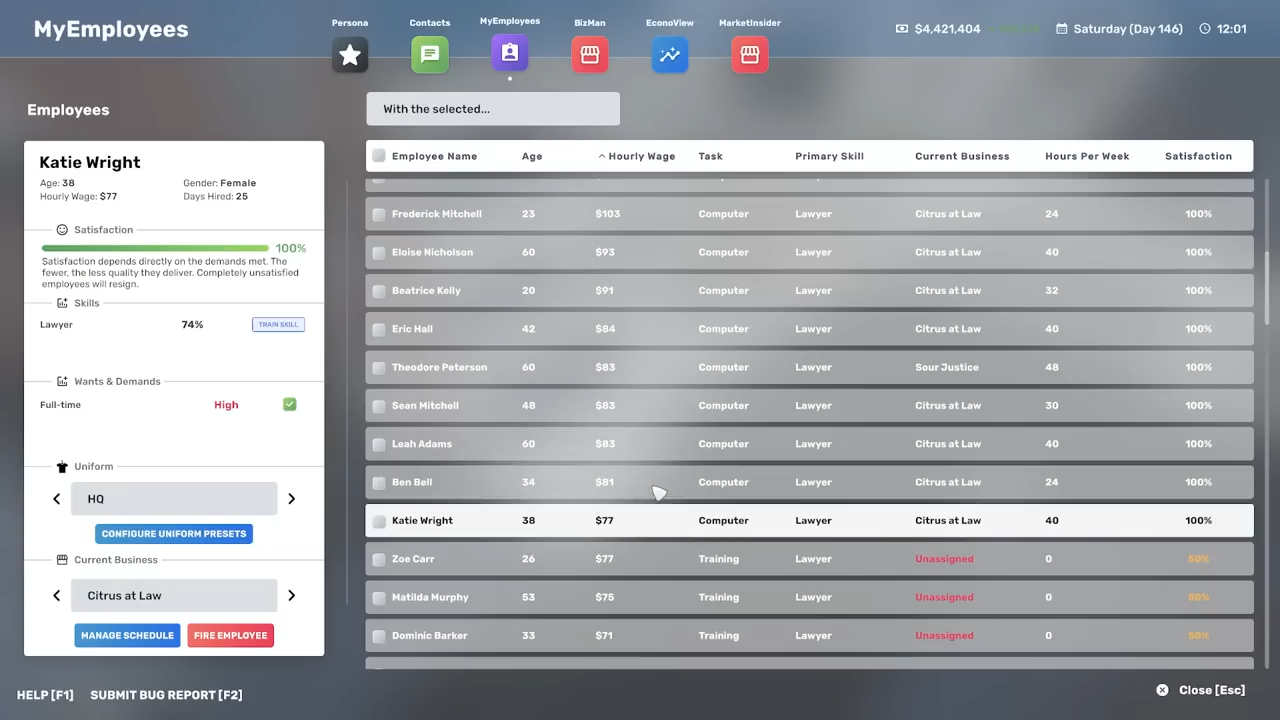 MyEmployees
Persona
Contacts
MyEmployees
BizMan
EconoView
MarketInsider
$4,421,404
Saturday (Day 146)
12:01
Employees
With the selected...
Katie Wright
Age: 38
Gender: Female
Hourly Wage: $77
Days Hired: 25
Satisfaction
100%
Satisfaction depends directly on the demands met. The
fewer, the less quality they deliver. Completely unsatisfied
employees will resign.
Skills
Lawyer 74% TRAIN SKILL
Wants & Demands
Full-time High
Uniform
HQ
CONFIGURE UNIFORM PRESETS
Current Business
Citrus at Law
MANAGE SCHEDULE FIRE EMPLOYEE
Employee Name Age Hourly Wage Task Primary Skill Current Business Hours Per Week Satisfaction
Frederick Mitchell 23 $103 Computer Lawyer Citrus at Law 24 100%
Eloise Nicholson 60 $93 Computer Lawyer Citrus at Law 40 100%
Beatrice Kelly 20 $91 Computer Lawyer Citrus at Law 32 100%
Eric Hall 42 $84 Computer Lawyer Citrus at Law 40 100%
Theodore Peterson 60 $83 Computer Lawyer Sour Justice 48 100%
Sean Mitchell 48 $83 Computer Lawyer Citrus at Law 30 100%
Leah Adams 60 $83 Computer Lawyer Citrus at Law 40 100%
Ben Bell 34 $81 Computer Lawyer Citrus at Law 24 100%
Katie Wright 38 $77 Computer Lawyer Citrus at Law 40 100%
Zoe Carr 26 $77 Training Lawyer Unassigned 0 50%
Matilda Murphy 53 $75 Training Lawyer Unassigned 0 50%
Dominic Barker 33 $71 Training Lawyer Unassigned 0 50%
HELP [F1] SUBMIT BUG REPORT [F2]
Close [Esc]